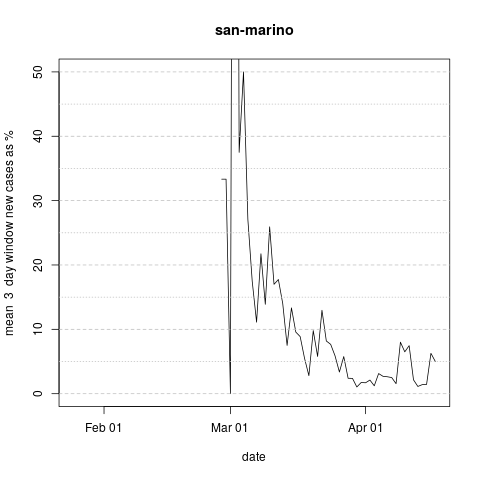 san-marino
mean 3 day window new cases as %
50
40
30
20
10
0
Feb 01
Mar 01
Apr 01
date